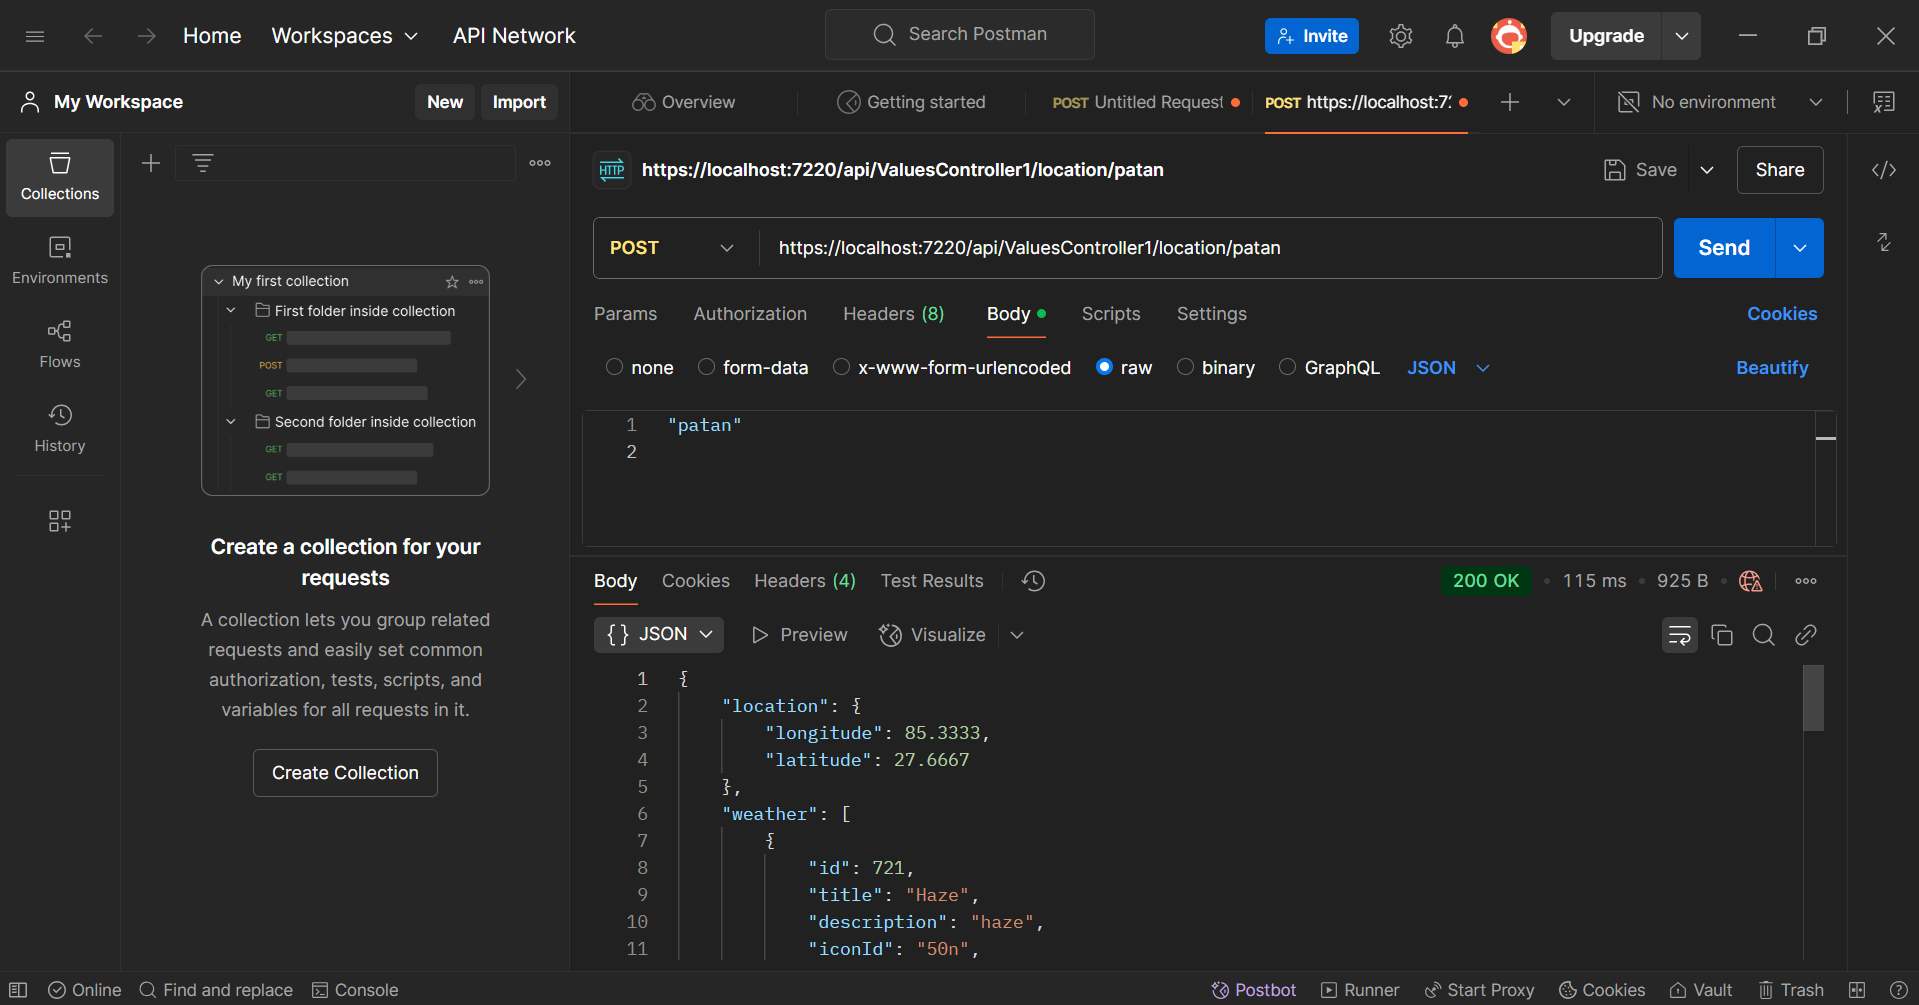 Home Workspaces API Network Search Postman Invite Upgrade
My Workspace New Import Overview Getting started POST Untitled Request POST https://localhost:7 No environment
Collections
Environments
Flows
History
My first collection
First folder inside collection
GET
POST
GET
Second folder inside collection
GET
GET
Create a collection for your
requests
A collection lets you group related
requests and easily set common
authorization, tests, scripts, and
variables for all requests in it.
Create Collection
HTTP https://localhost:7220/api/ValuesController1/location/patan Save Share
POST https://localhost:7220/api/ValuesController1/location/patan Send
Params Authorization Headers (8) Body Scripts Settings Cookies
none form-data x-www-form-urlencoded raw binary GraphQL JSON Beautify
1 "patan"
2
Body Cookies Headers (4) Test Results 200 OK • 115 ms • 925 B •
{} JSON Preview Visualize
1 {
2 "location": {
3 "longitude": 85.3333,
4 "latitude": 27.6667
5 },
6 "weather": [
7 {
8 "id": 721,
9 "title": "Haze",
10 "description": "haze",
11 "iconId": "50n",
Online Find and replace Console Postbot Runner Start Proxy Cookies Vault Trash